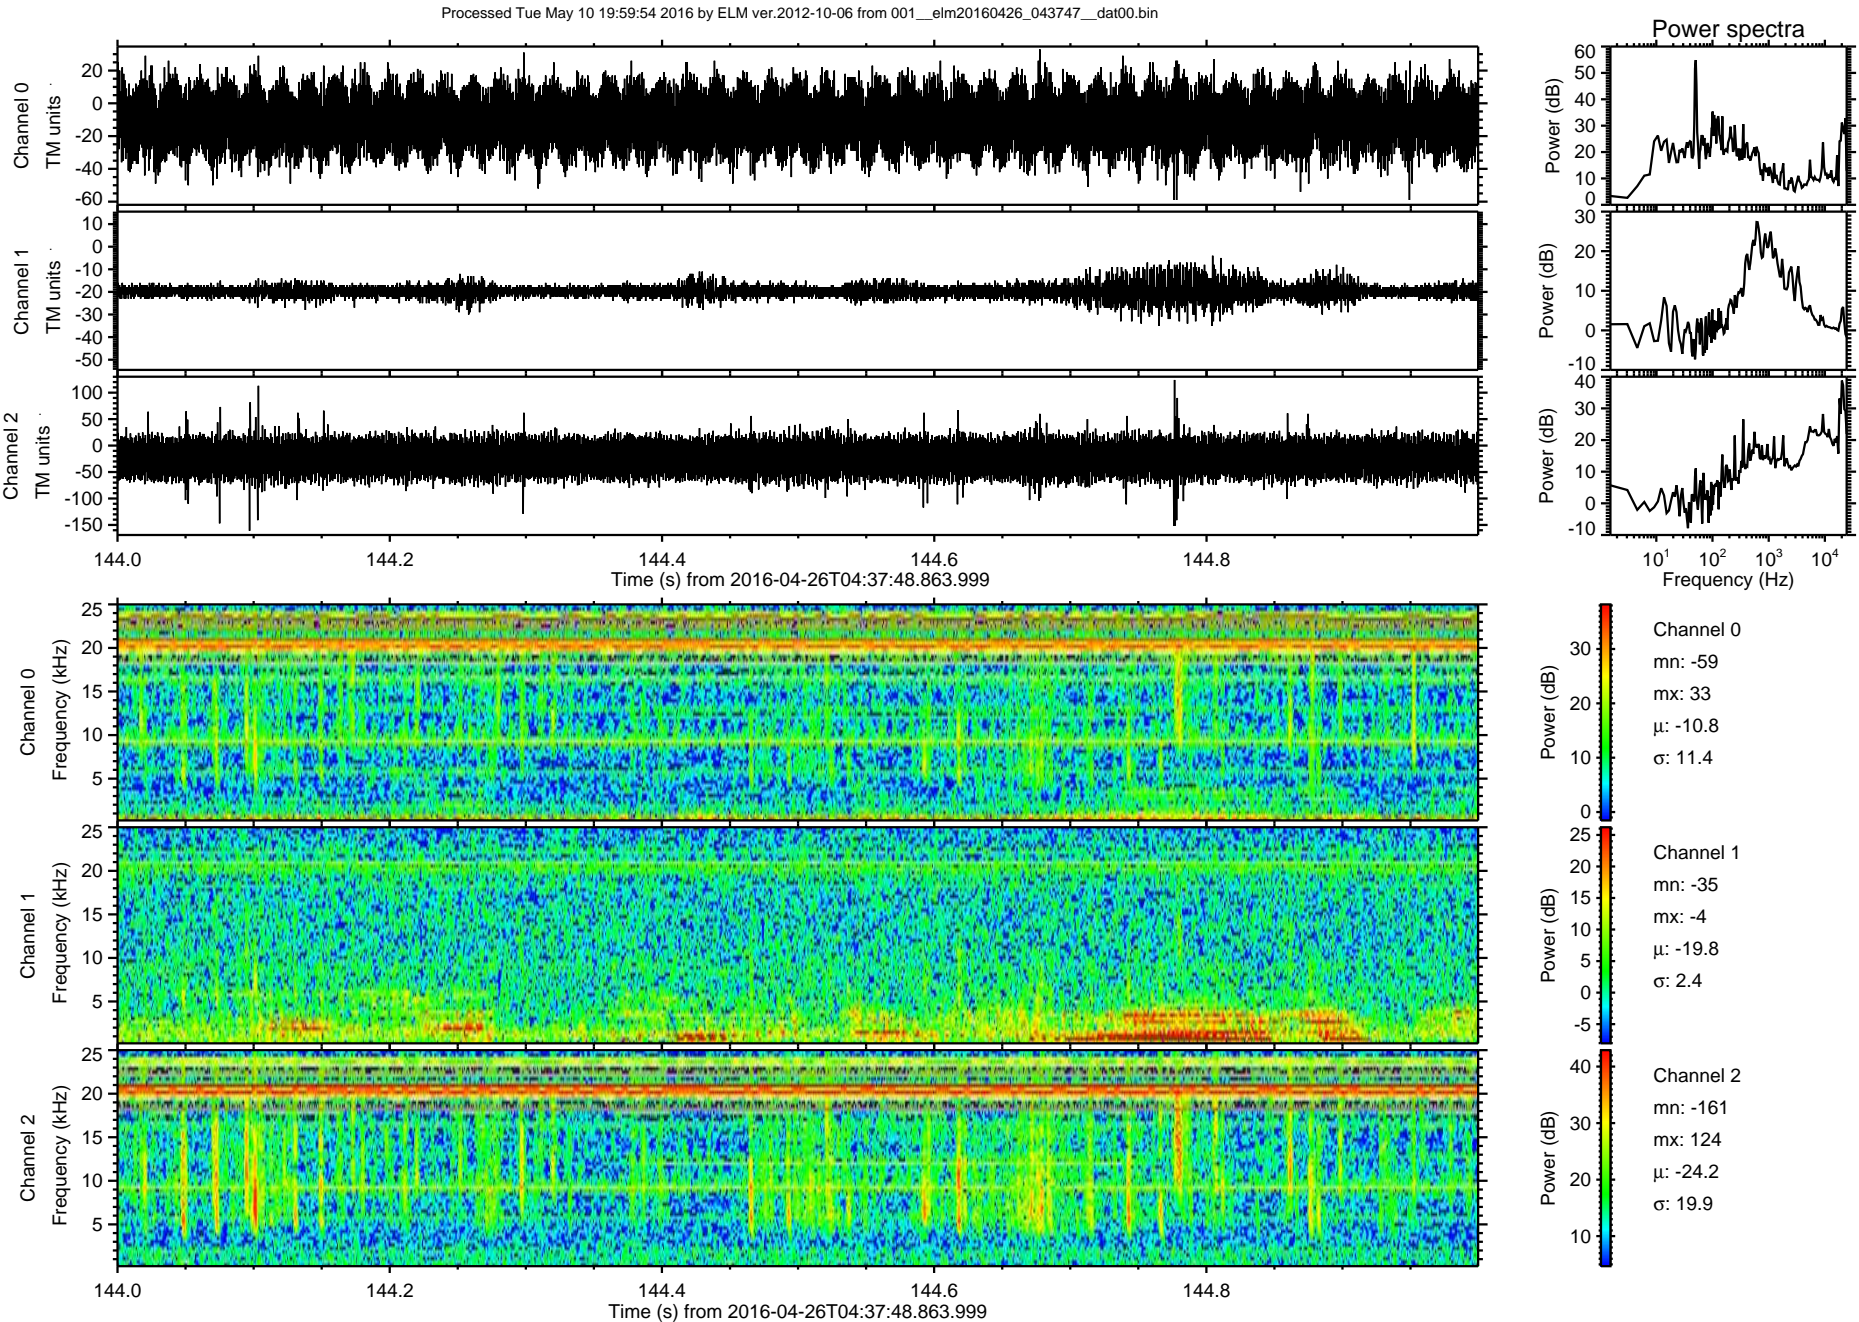 Processed Tue May 10 19:59:54 2016 by ELM ver.2012-10-06 from 001__elm20160426_043747__dat00.bin
Power spectra
Channel 0
TM units
20
0
-20
-40
-60
Power (dB)
60
50
40
30
20
10
0
Channel 1
TM units
10
0
-10
-20
-30
-40
-50
Power (dB)
30
20
10
0
-10
Channel 2
TM units
100
50
0
-50
-100
-150
Power (dB)
40
30
20
10
0
-10
144.0 144.2 144.4 144.6 144.8
Time (s) from 2016-04-26T04:37:48.863.999
10¹ 10² 10³ 10⁴
Frequency (Hz)
Channel 0
Frequency (kHz)
25
20
15
10
5
Power (dB)
30
20
10
0
Channel 0
mn: -59
mx: 33
μ: -10.8
σ: 11.4
Channel 1
Frequency (kHz)
25
20
15
10
5
Power (dB)
25
20
15
10
5
0
-5
Channel 1
mn: -35
mx: -4
μ: -19.8
σ: 2.4
Channel 2
Frequency (kHz)
25
20
15
10
5
Power (dB)
40
30
20
10
Channel 2
mn: -161
mx: 124
μ: -24.2
σ: 19.9
144.0 144.2 144.4 144.6 144.8
Time (s) from 2016-04-26T04:37:48.863.999